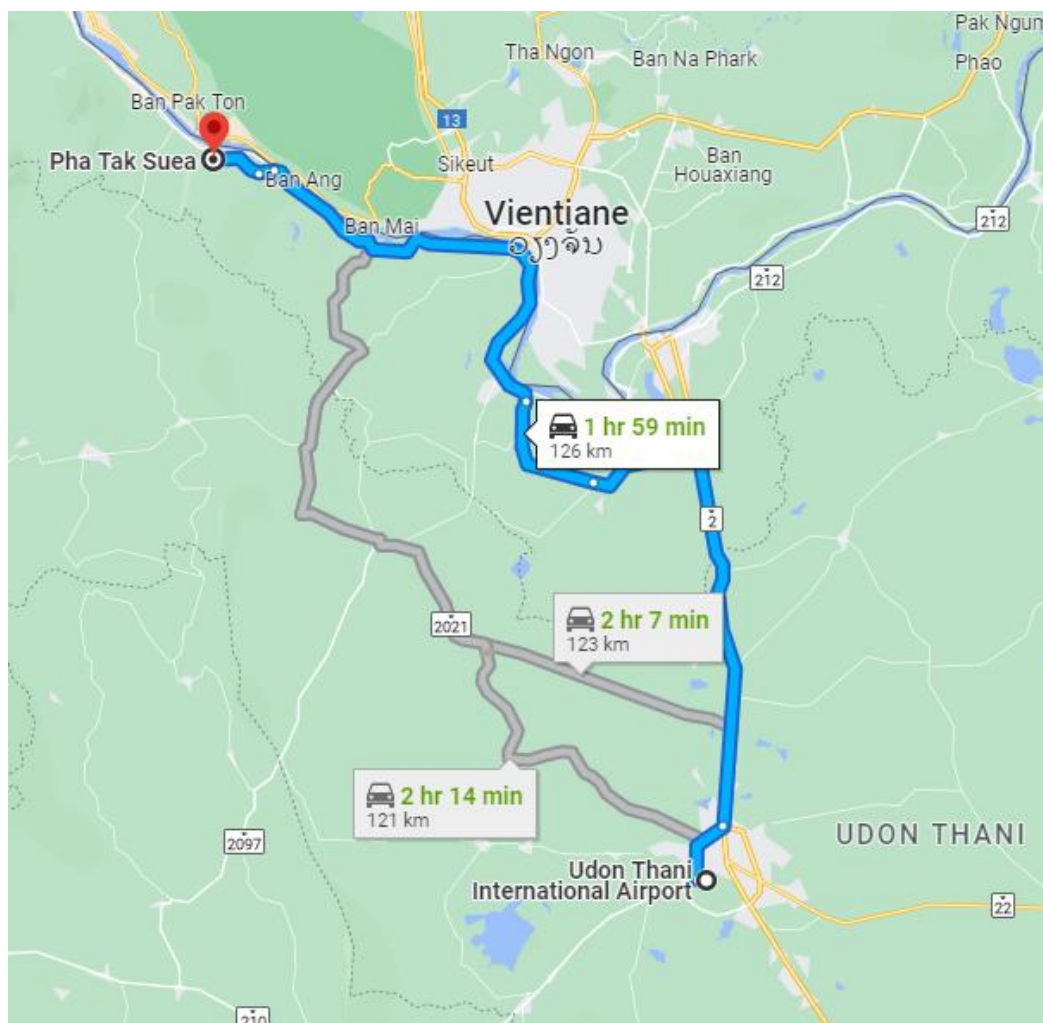 Pak Ngum
Tha Ngon
Ban Na Phark
Phao
Ban Pak Ton
13
Pha Tak Suea
Sikeut
Ban
Houaxiang
Ban Ang
Vientiane
ວຽງຈັນ
Ban Mai
212
212
1 hr 59 min
126 km
2
2 hr 7 min
123 km
2021
2 hr 14 min
121 km
2097
UDON THANI
Udon Thani
International Airport
22
210